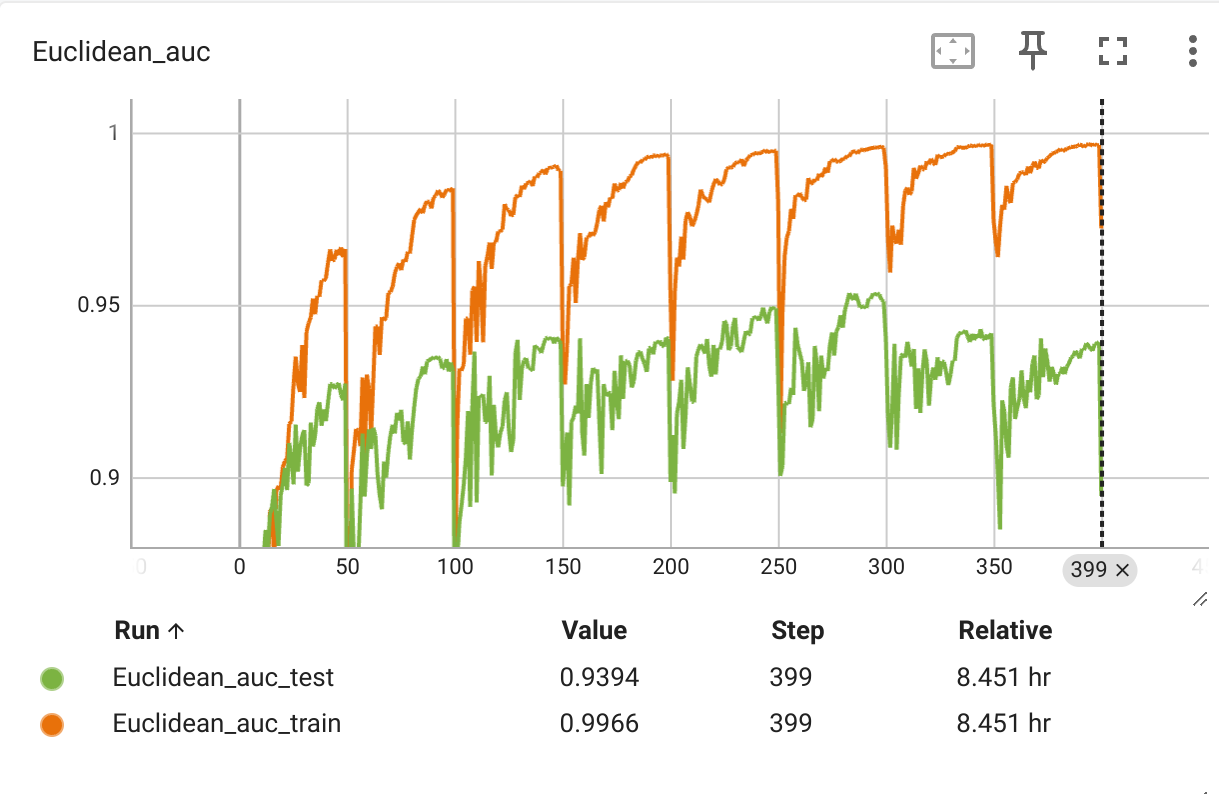 Euclidean_auc
1
0.95
0.9
0 0 50 100 150 200 250 300 350 399 × 4
Run ↑ Value Step Relative
Euclidean_auc_test 0.9394 399 8.451 hr
Euclidean_auc_train 0.9966 399 8.451 hr